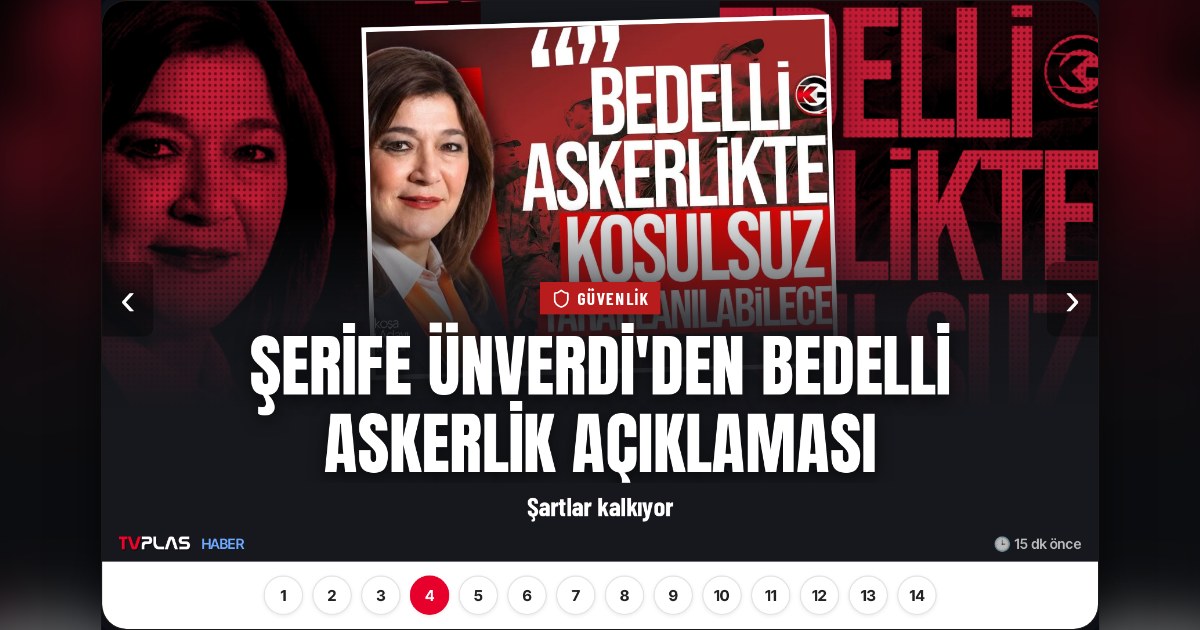 “”
BEDELLİ
ASKERLİKTE
KOŞULSUZ
GÜVENLİK
ŞERİFE ÜNVERDİ'DEN BEDELLİ
ASKERLİK AÇIKLAMASI
Şartlar kalkıyor
TVPLAS HABER
15 dk önce
1 2 3 4 5 6 7 8 9 10 11 12 13 14